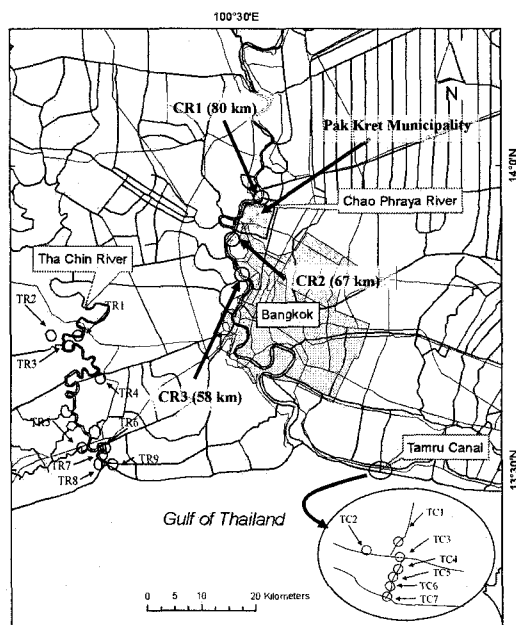 100°30'E
CR1 (80 km)
N
Pak Kret Municipality
14°0'N
Chao Phraya River
Tha Chin River
CR2 (67 km)
TR2
TR1
Bangkok
TR3
CR3 (58 km)
TR4
TR5
TR6
Tamru Canal
TR7
TR9
TR8
13°30'N
Gulf of Thailand
TC1
TC2
TC3
TC4
TC5
TC6
TC7
0 5 10 20 Kilometers